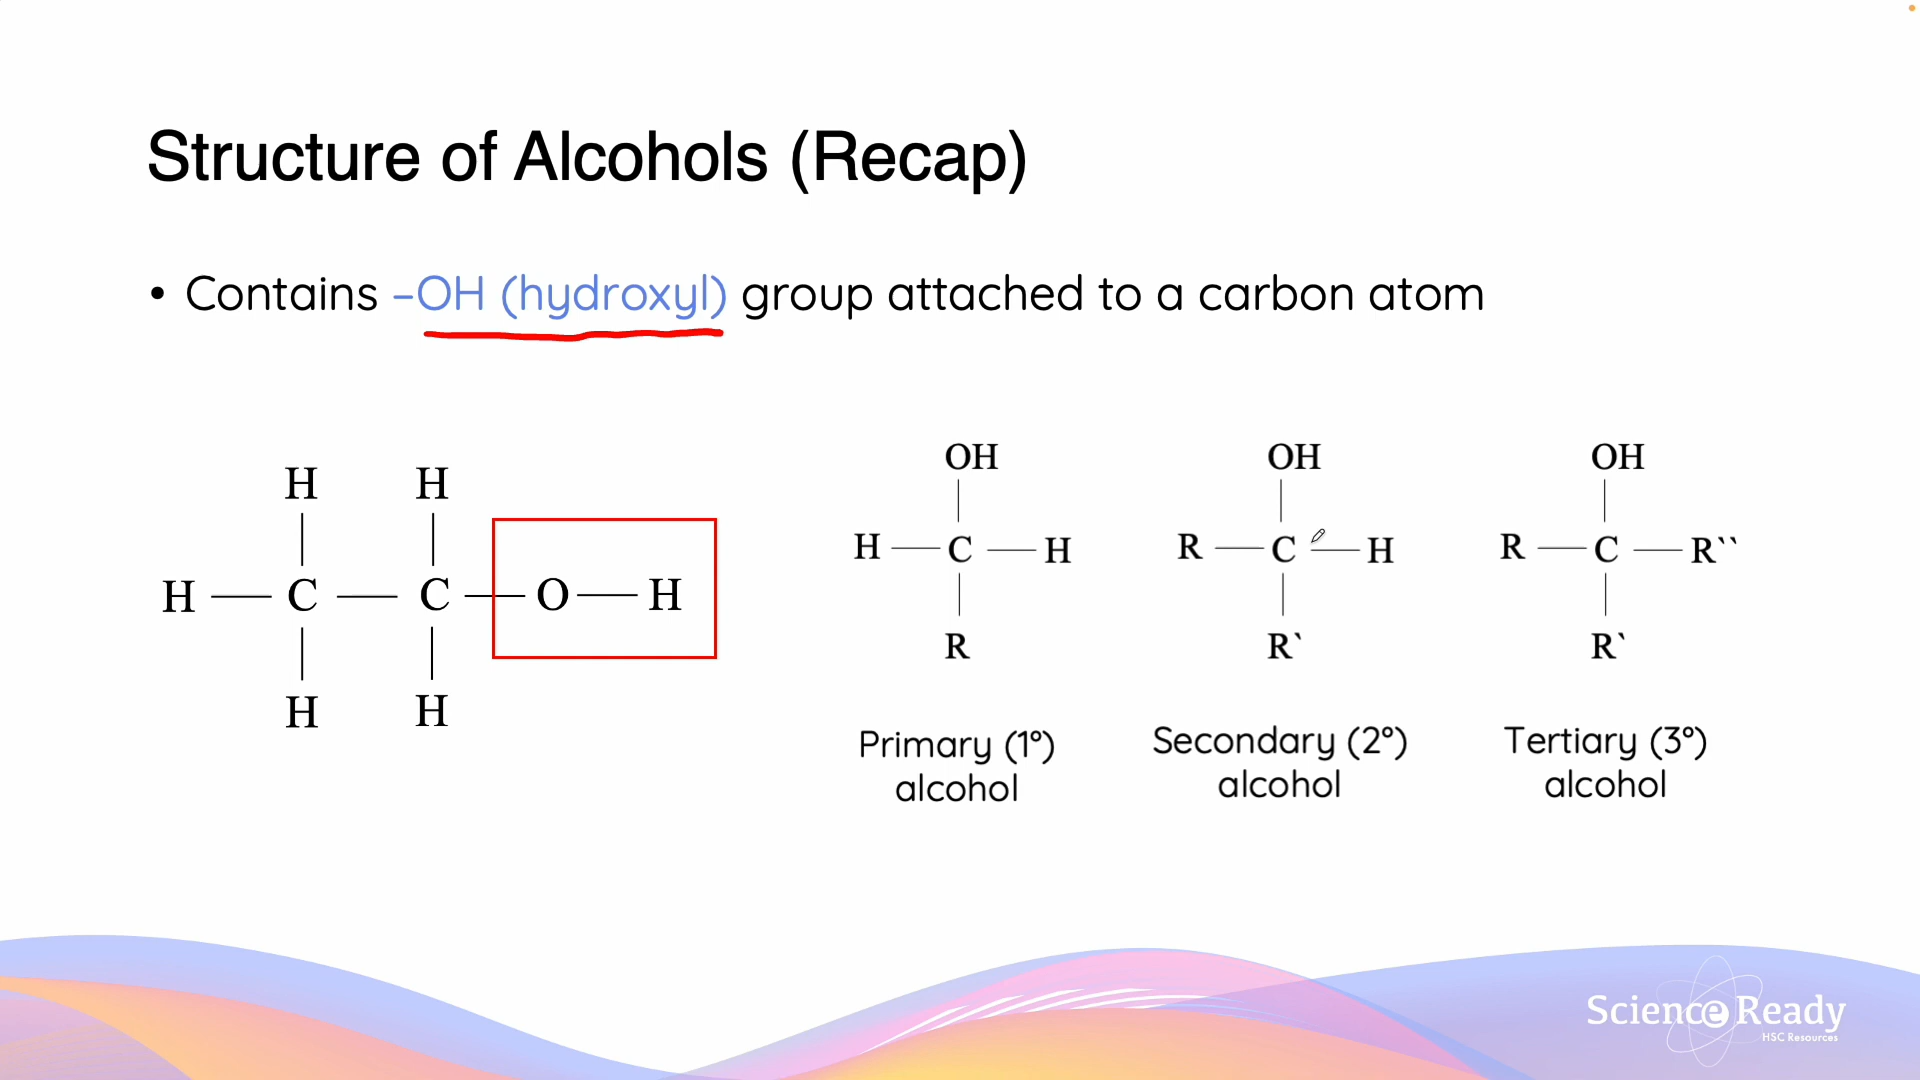 Structure of Alcohols (Recap)
• Contains –OH (hydroxyl) group attached to a carbon atom
H H
H — C — C — O — H
H H
OH
H — C — H
R
Primary (1°)
alcohol
OH
R — C — H
R`
Secondary (2°)
alcohol
OH
R — C — R``
R`
Tertiary (3°)
alcohol
Science Ready
HSC Resources